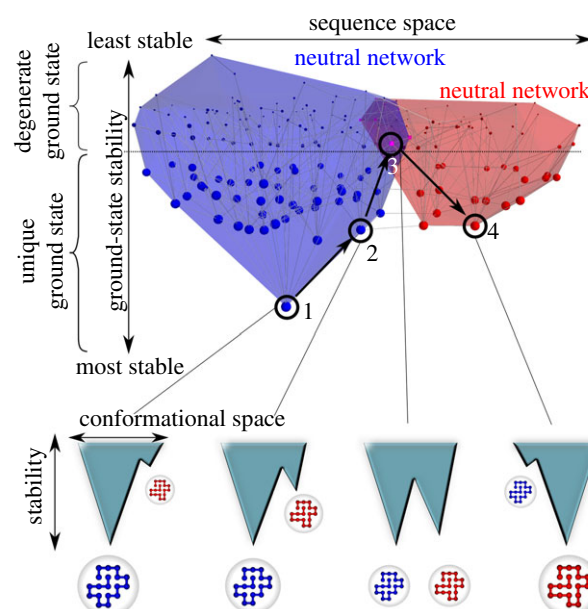 sequence space
least stable
neutral network
neutral network
degenerate
ground state
unique
ground state
ground-state stability
3
2
4
1
most stable
conformational space
stability